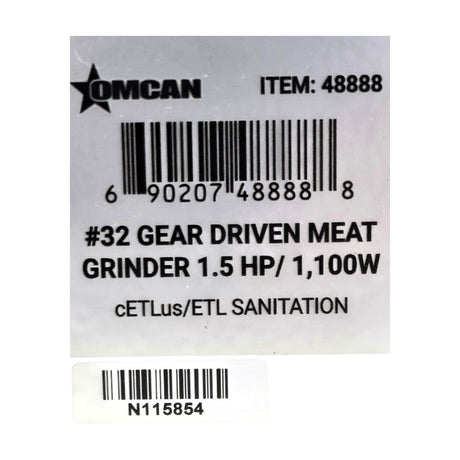 OMCAN
ITEM: 48888
6 90207 48888 8
#32 GEAR DRIVEN MEAT
GRINDER 1.5 HP/ 1,100W
cETLus/ETL SANITATION
N115854